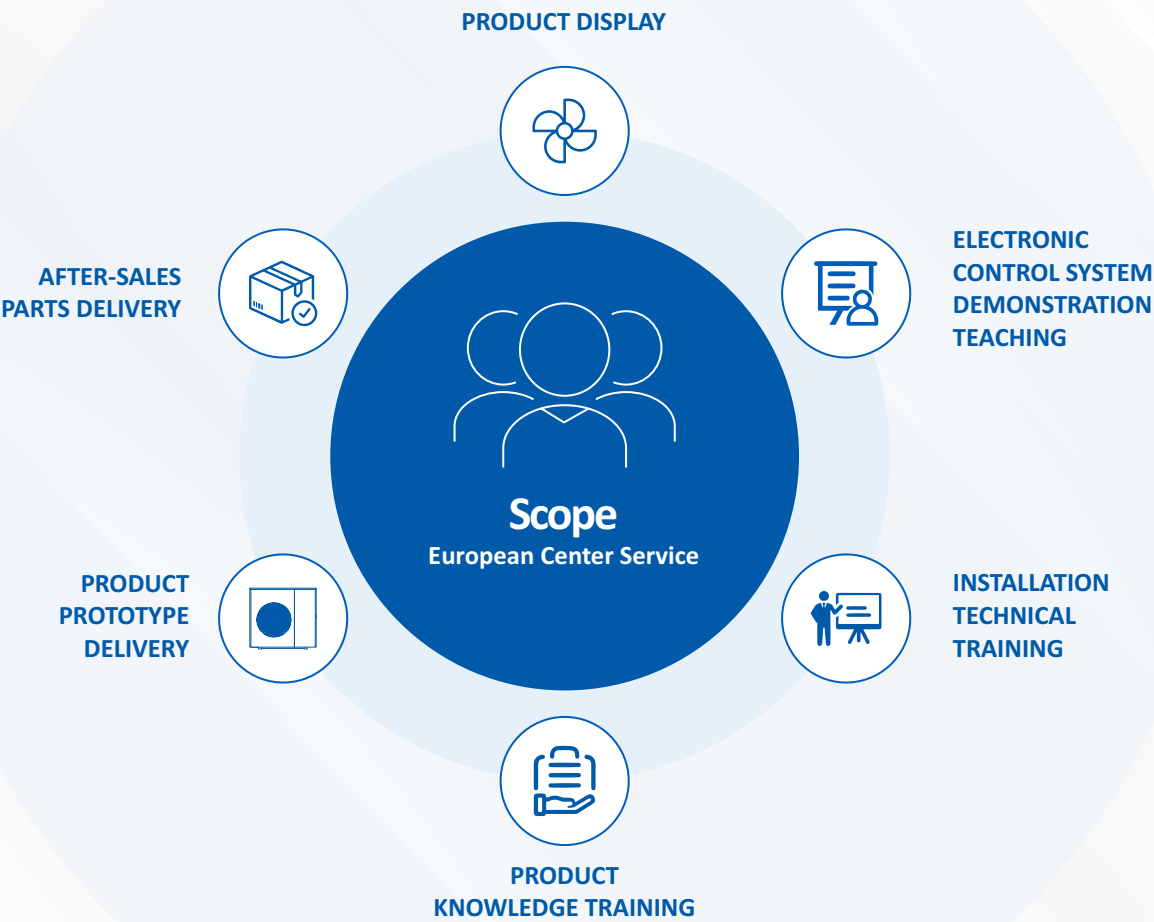 PRODUCT DISPLAY
AFTER-SALES
PARTS DELIVERY
ELECTRONIC
CONTROL SYSTEM
DEMONSTRATION
TEACHING
Scope
European Center Service
PRODUCT
PROTOTYPE
DELIVERY
INSTALLATION
TECHNICAL
TRAINING
PRODUCT
KNOWLEDGE TRAINING